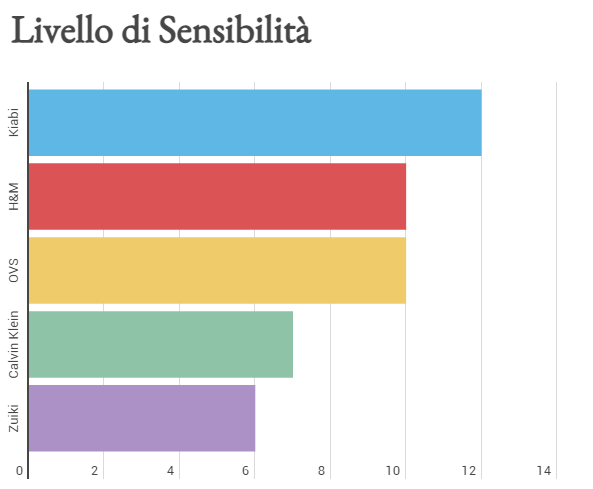 Livello di Sensibilità
Kiabi
H&M
OVS
Calvin Klein
Zuiki
0 2 4 6 8 10 12 14